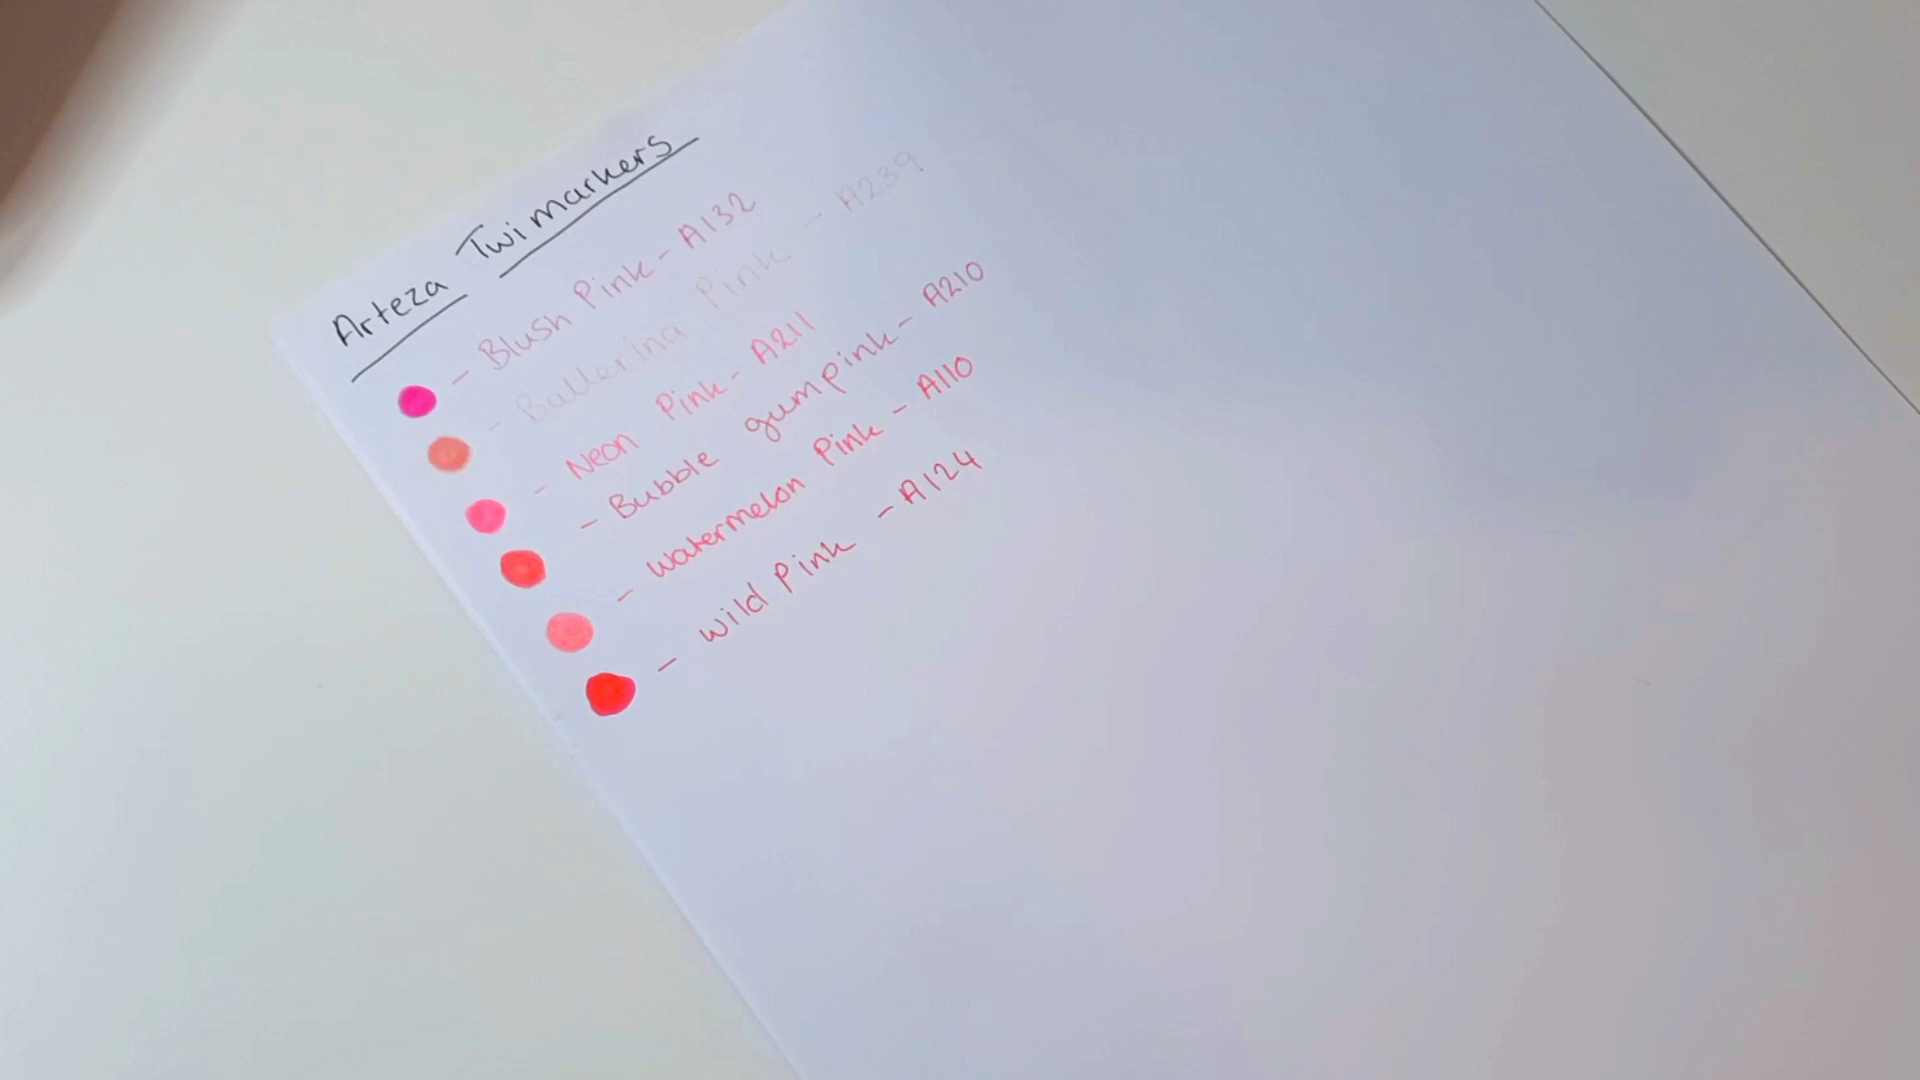 Arteza Twimarkers
- Blush Pink - A132
- Ballerina Pink - A239
- Neon Pink - A211
- Bubble gum pink - A210
- Watermelon Pink - A110
- wild Pink - A124